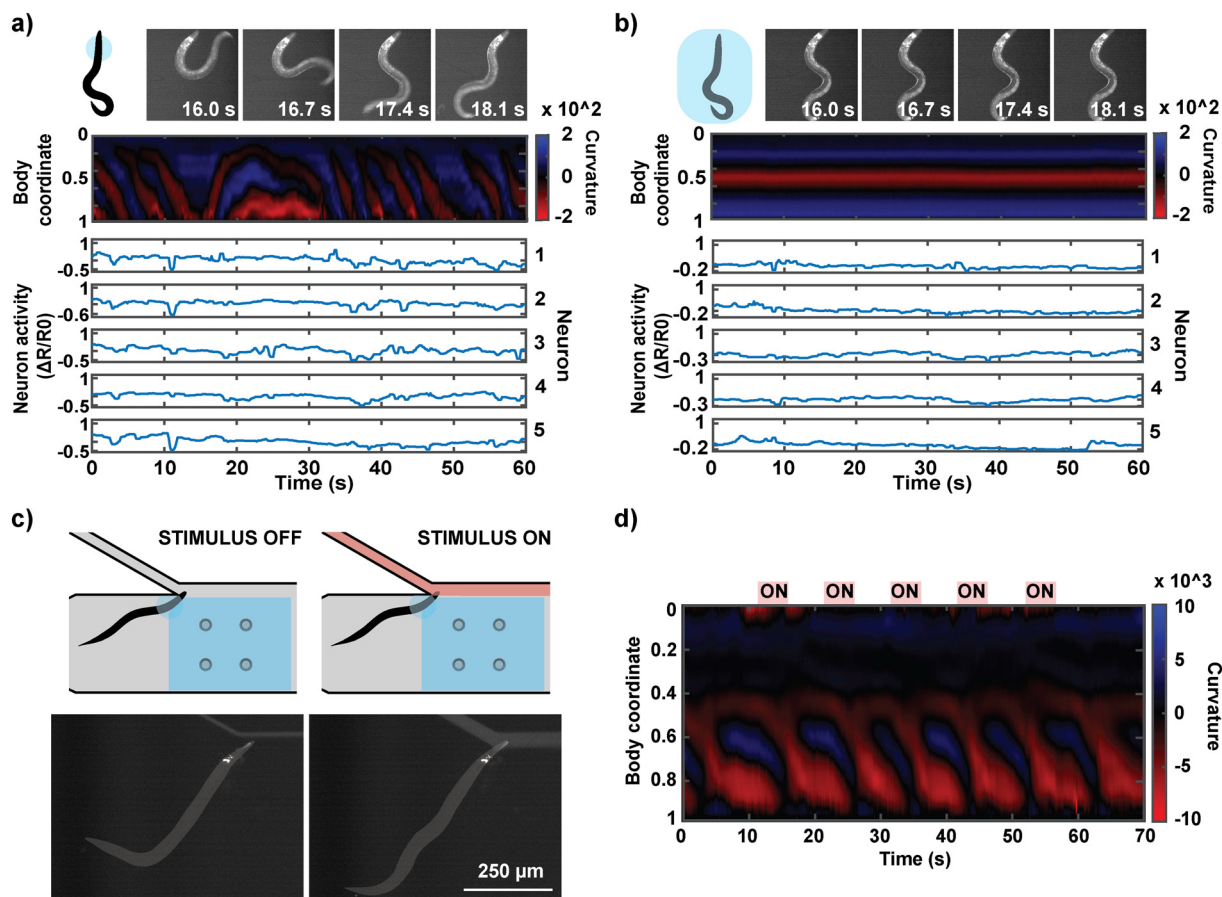 a)
16.0 s
16.7 s
17.4 s
18.1 s
x 10^2
0
0.5
1
Body
coordinate
2
0
-2
Curvature
1
-0.5
1
1
-0.6
2
1
-0.5
3
1
-0.5
4
1
-0.5
5
Neuron activity
(ΔR/R0)
Neuron
0
10
20
30
40
50
60
Time (s)
b)
16.0 s
16.7 s
17.4 s
18.1 s
x 10^2
0
0.5
1
Body
coordinate
2
0
-2
Curvature
1
-0.2
1
1
-0.2
2
1
-0.3
3
1
-0.3
4
1
-0.2
5
Neuron activity
(ΔR/R0)
Neuron
0
10
20
30
40
50
60
Time (s)
c)
STIMULUS OFF
STIMULUS ON
250 µm
d)
ON
ON
ON
ON
ON
x 10^3
0
0.2
0.4
0.6
0.8
1
Body coordinate
10
5
0
-5
-10
Curvature
0
10
20
30
40
50
60
70
Time (s)